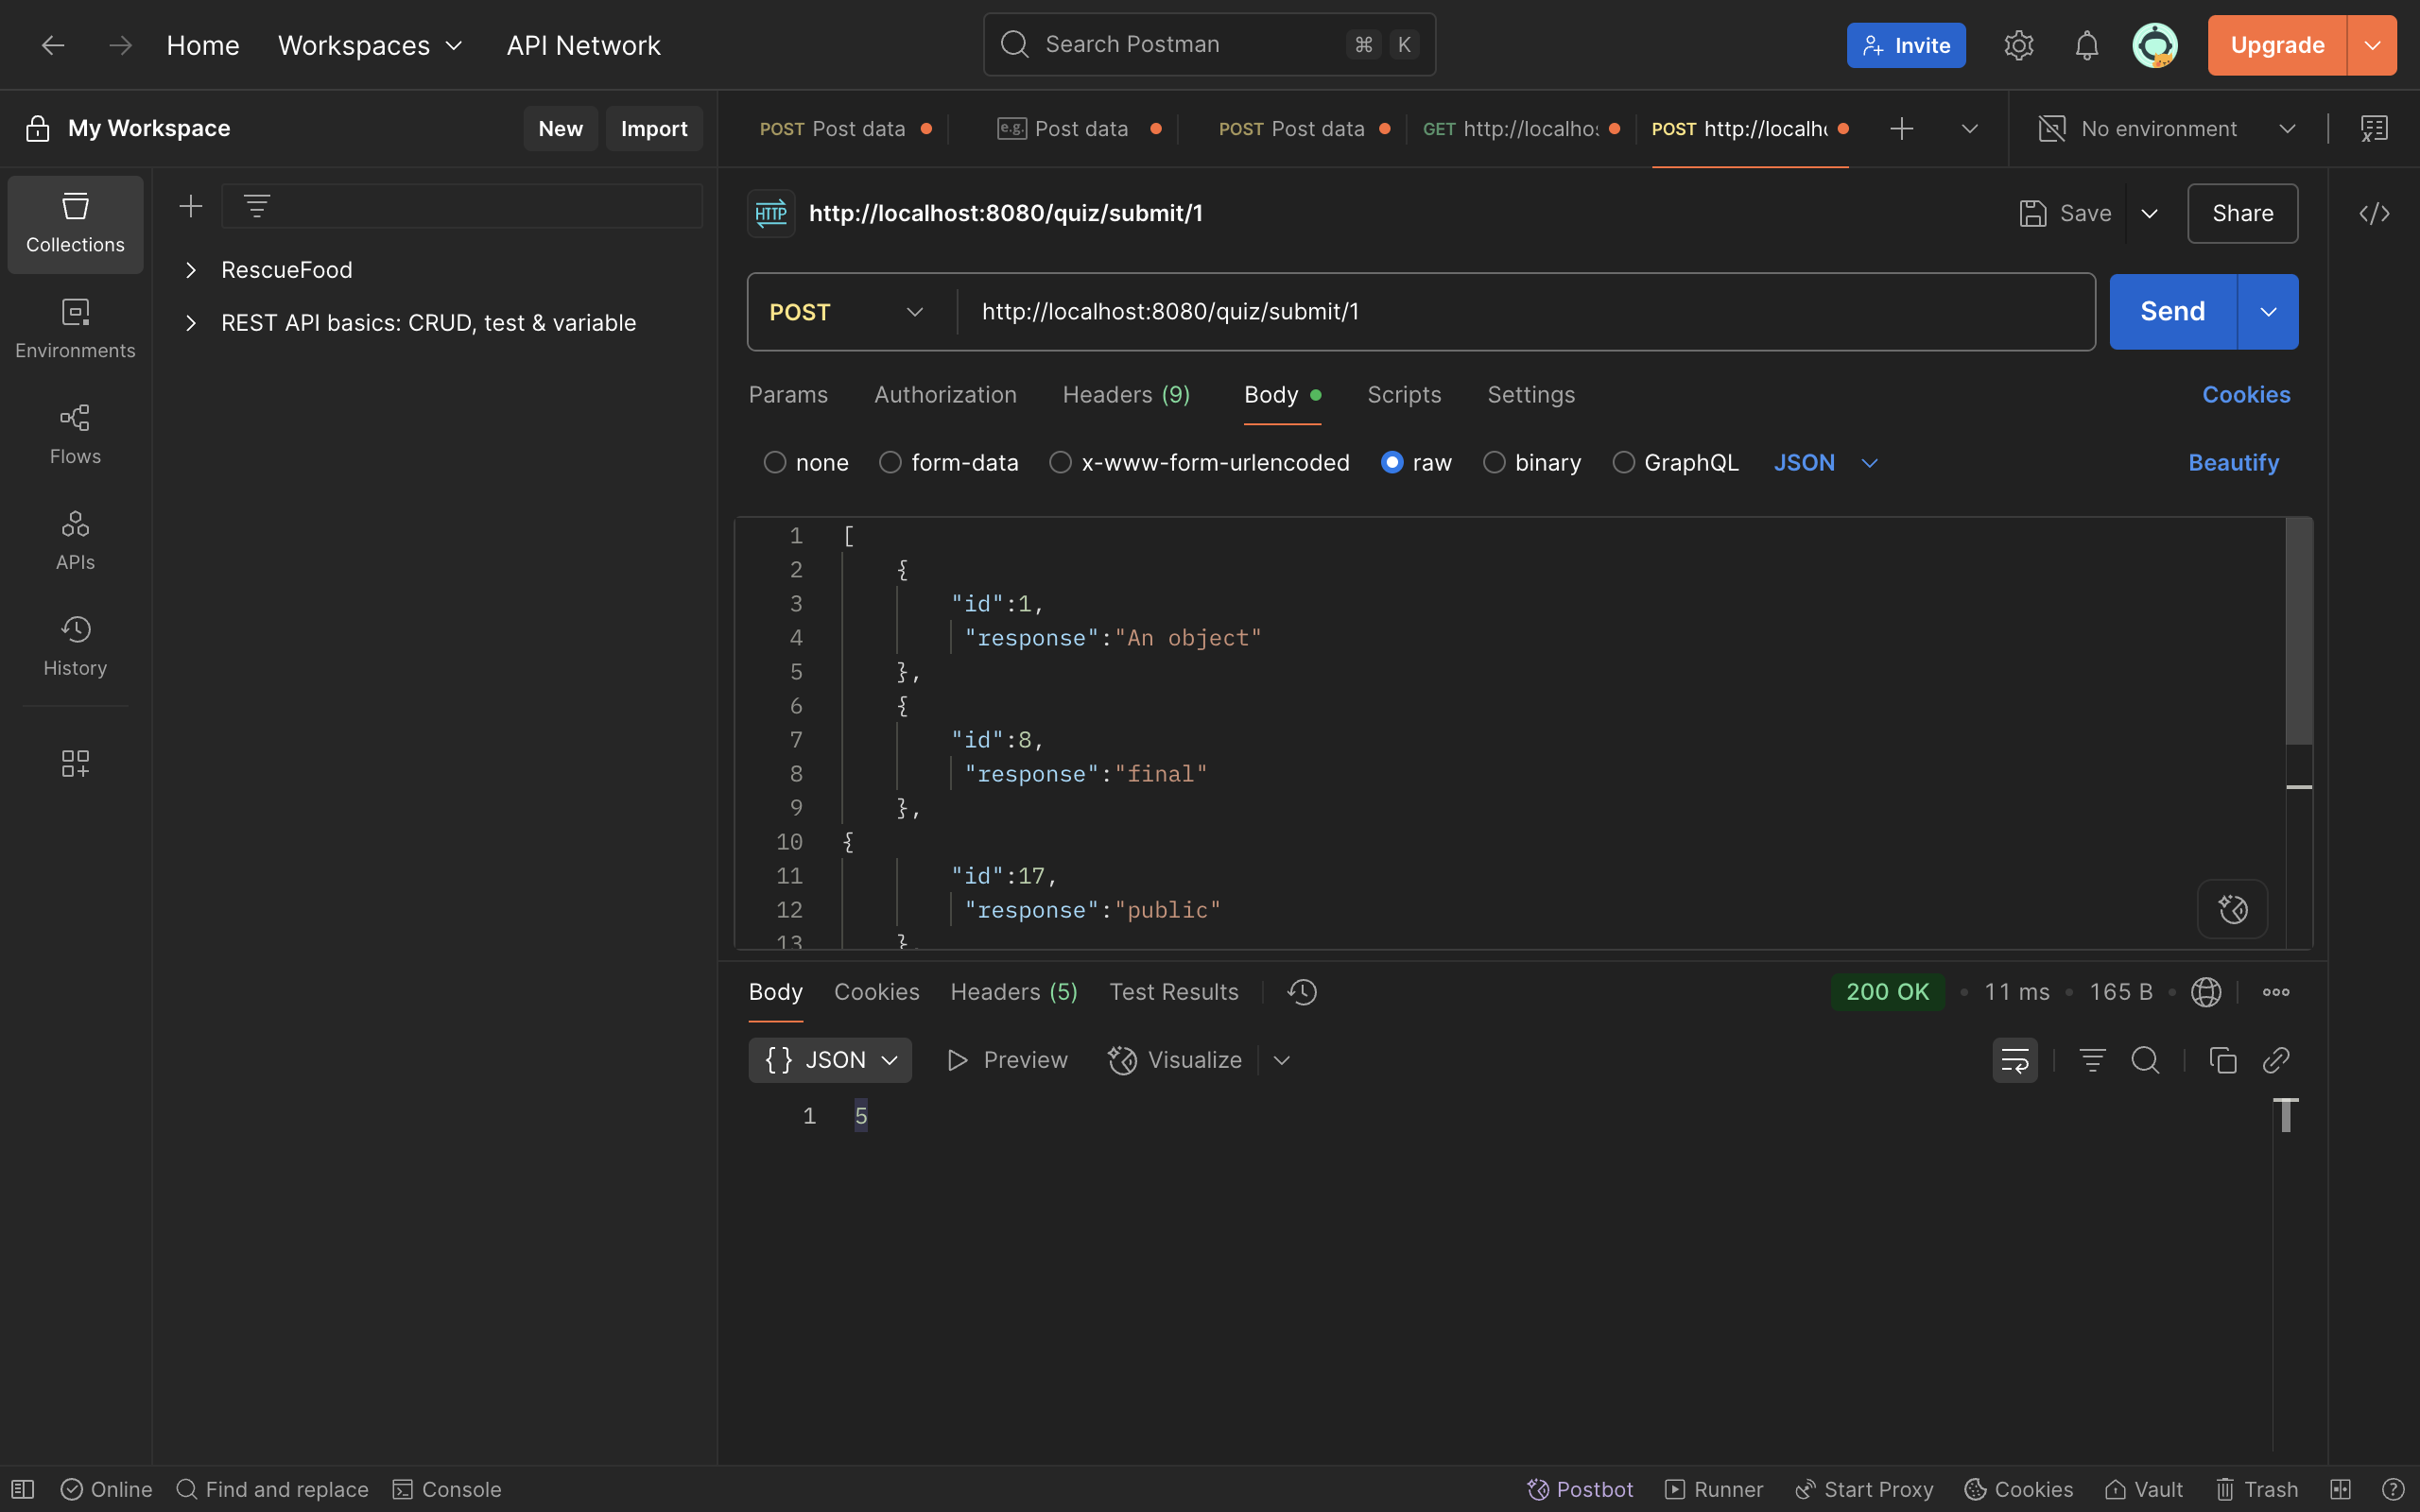 Home Workspaces API Network Search Postman ⌘ K Invite Upgrade
My Workspace New Import
POST Post data e.g. Post data POST Post data GET http://localhos POST http://localho No environment
Collections
Environments
Flows
APIs
History
RescueFood
REST API basics: CRUD, test & variable
HTTP http://localhost:8080/quiz/submit/1 Save Share
POST http://localhost:8080/quiz/submit/1 Send
Params Authorization Headers (9) Body Scripts Settings Cookies
none form-data x-www-form-urlencoded raw binary GraphQL JSON Beautify
1 [
2 {
3 "id":1,
4 "response":"An object"
5 },
6 {
7 "id":8,
8 "response":"final"
9 },
10 {
11 "id":17,
12 "response":"public"
13 },
Body Cookies Headers (5) Test Results 200 OK • 11 ms • 165 B •
{} JSON Preview Visualize
1 5
Online Find and replace Console Postbot Runner Start Proxy Cookies Vault Trash